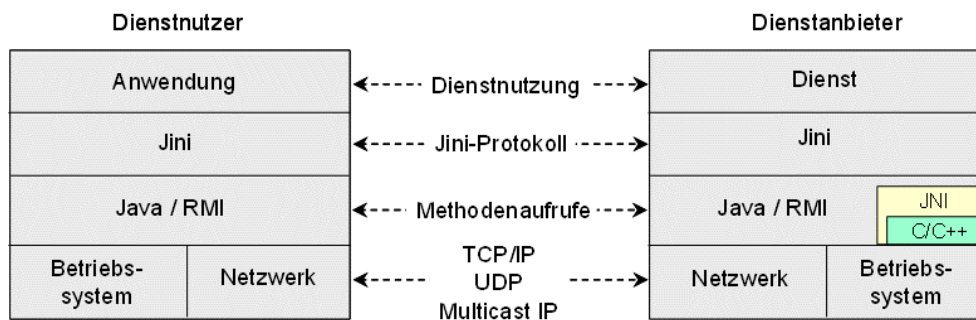 Dienstnutzer
Dienstanbieter
Anwendung
Dienstnutzung
Dienst
Jini
Jini-Protokoll
Jini
Java / RMI
Methodenaufrufe
Java / RMI
JNI
C/C++
Betriebs-
system
Netzwerk
TCP/IP
UDP
Multicast IP
Netzwerk
Betriebs-
system